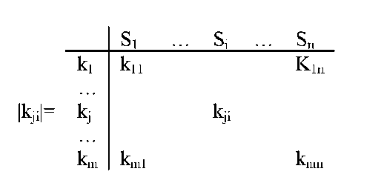 S1 ... Si ... Sn
k1 k11 K1n
...
|kji|= kj kji
...
km km1 kmn